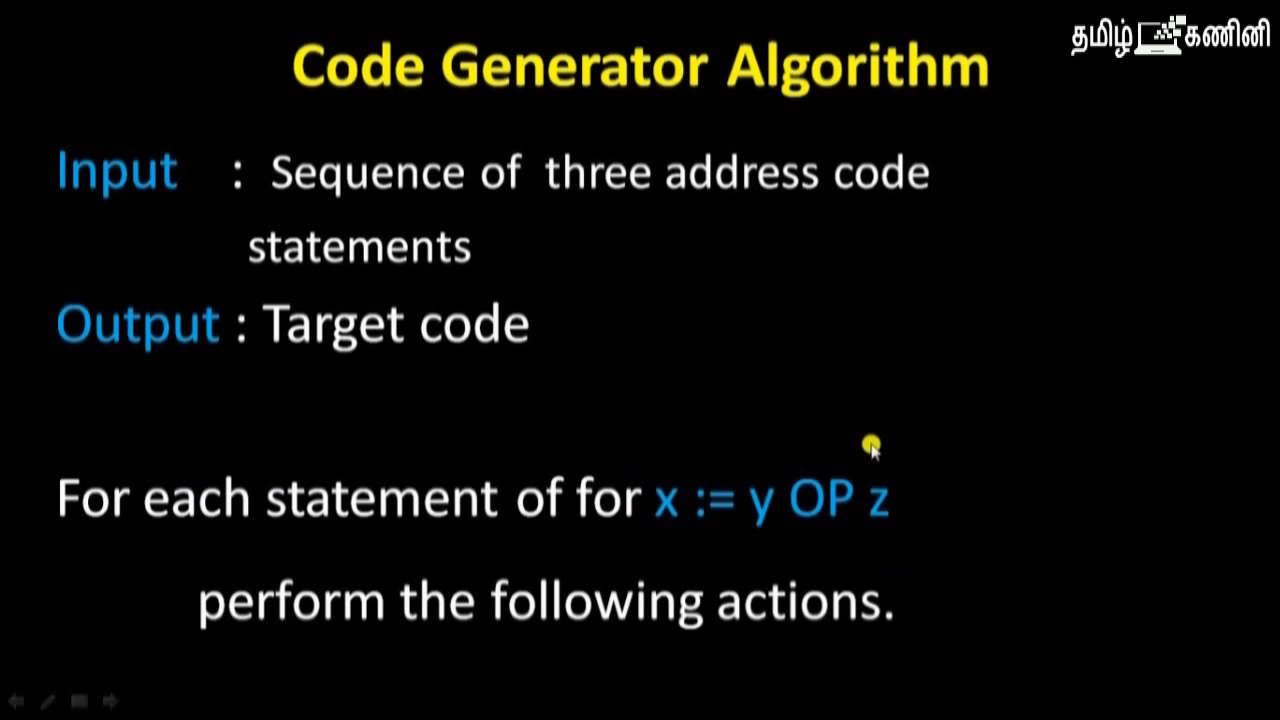 தமிழ் கணினி
Code Generator Algorithm
Input : Sequence of three address code
statements
Output : Target code
For each statement of for x := y OP z
perform the following actions.